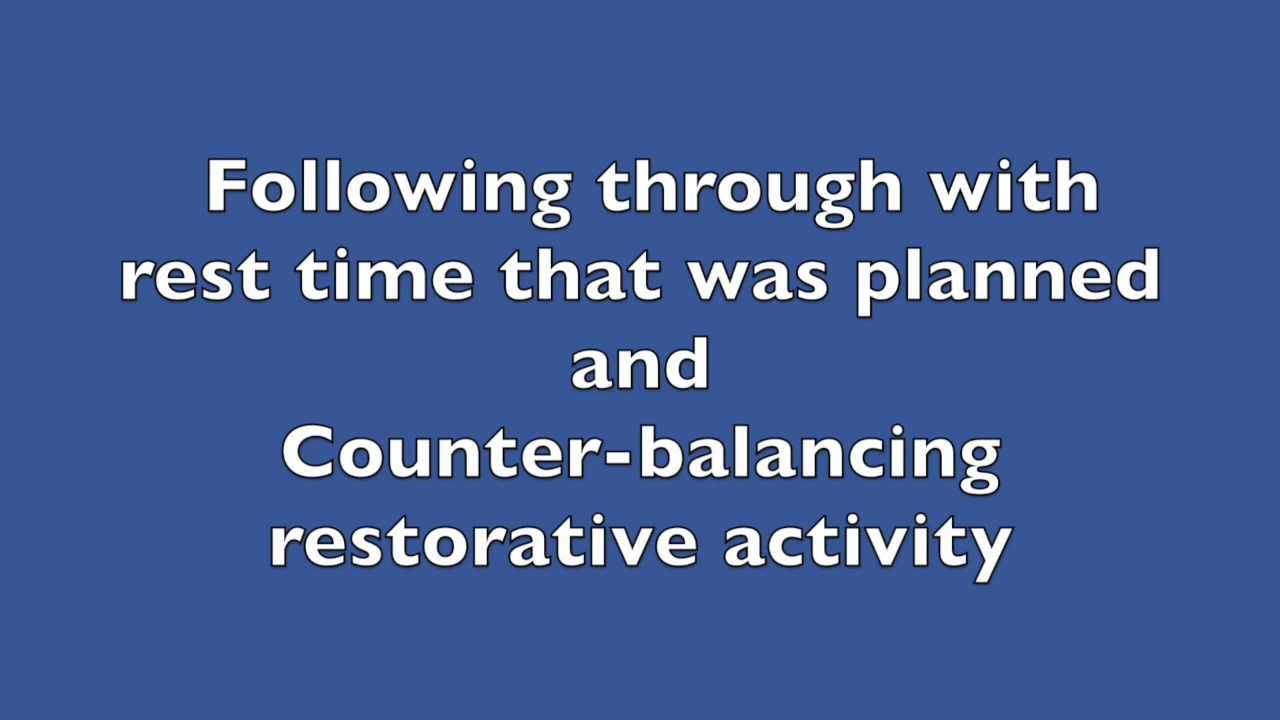 Following through with
rest time that was planned
and
Counter-balancing
restorative activity